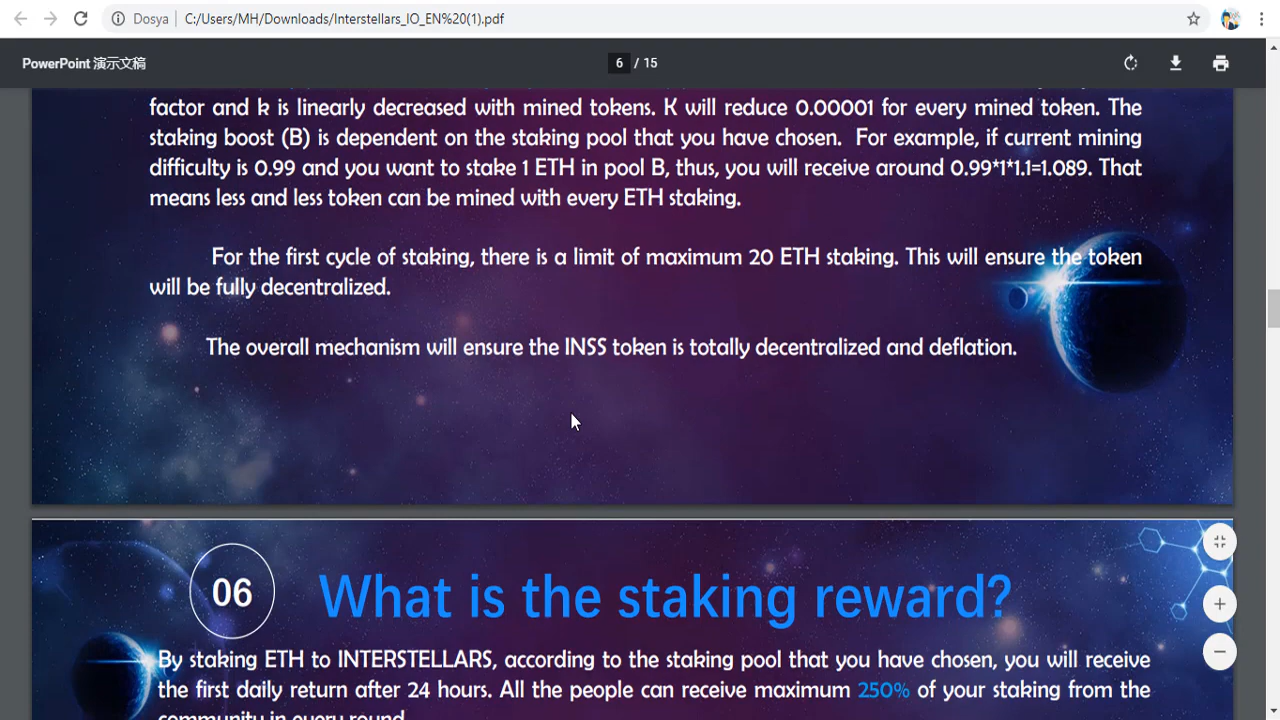 Dosya
C:/Users/MH/Downloads/Interstellars_IO_EN%20(1).pdf
PowerPoint 演示文稿
6 / 15
factor and k is linearly decreased with mined tokens. K will reduce 0.00001 for every mined token. The
staking boost (B) is dependent on the staking pool that you have chosen. For example, if current mining
difficulty is 0.99 and you want to stake 1 ETH in pool B, thus, you will receive around 0.99*1*1.1=1.089. That
means less and less token can be mined with every ETH staking.
For the first cycle of staking, there is a limit of maximum 20 ETH staking. This will ensure the token
will be fully decentralized.
The overall mechanism will ensure the INSS token is totally decentralized and deflation.
06
What is the staking reward?
By staking ETH to INTERSTELLARS, according to the staking pool that you have chosen, you will receive
the first daily return after 24 hours. All the people can receive maximum 250% of your staking from the
community in every round.